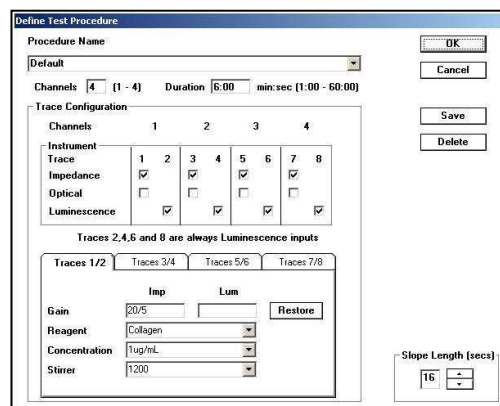 Define Test Procedure
Procedure Name
Default
Channels 4 (1 - 4) Duration 6:00 min:sec (1:00 - 60:00)
OK
Cancel
Save
Delete
Trace Configuration
Channels 1 2 3 4
Instrument
Trace 1 2 3 4 5 6 7 8
Impedance
Optical
Luminescence
Traces 2,4,6 and 8 are always Luminescence inputs
Traces 1/2 Traces 3/4 Traces 5/6 Traces 7/8
Imp Lum
Gain 20/5 Restore
Reagent Collagen
Concentration 1ug/mL
Stirrer 1200
Slope Length (secs)
16